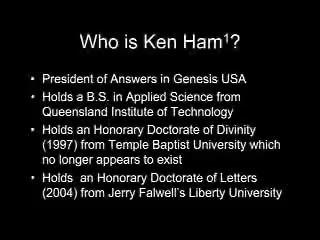 Who is Ken Ham¹?
• President of Answers in Genesis USA
• Holds a B.S. in Applied Science from
Queensland Institute of Technology
• Holds an Honorary Doctorate of Divinity
(1997) from Temple Baptist University which
no longer appears to exist
• Holds an Honorary Doctorate of Letters
(2004) from Jerry Falwell's Liberty University